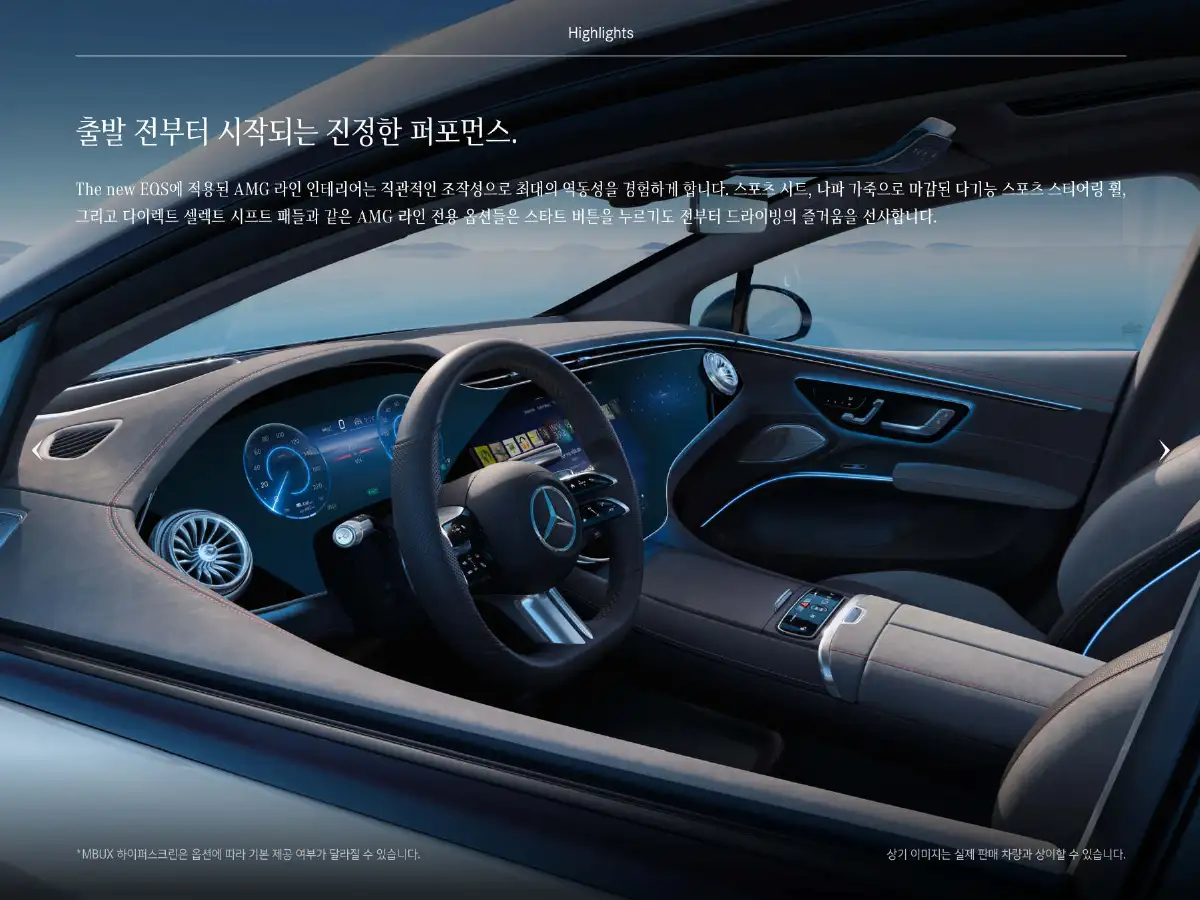 Highlights
출발 전부터 시작되는 진정한 퍼포먼스.
The new EQS에 적용된 AMG 라인 인테리어는 직관적인 조작성으로 최대의 역동성을 경험하게 합니다. 스포츠 시트, 나파 가죽으로 마감된 다기능 스포츠 스티어링 휠,
그리고 다이렉트 셀렉트 시프트 패들과 같은 AMG 라인 전용 옵션들은 스타트 버튼을 누르기도 전부터 드라이빙의 즐거움을 선사합니다.
*MBUX 하이퍼스크린은 옵션에 따라 기본 제공 여부가 달라질 수 있습니다.
상기 이미지는 실제 판매 차량과 상이할 수 있습니다.